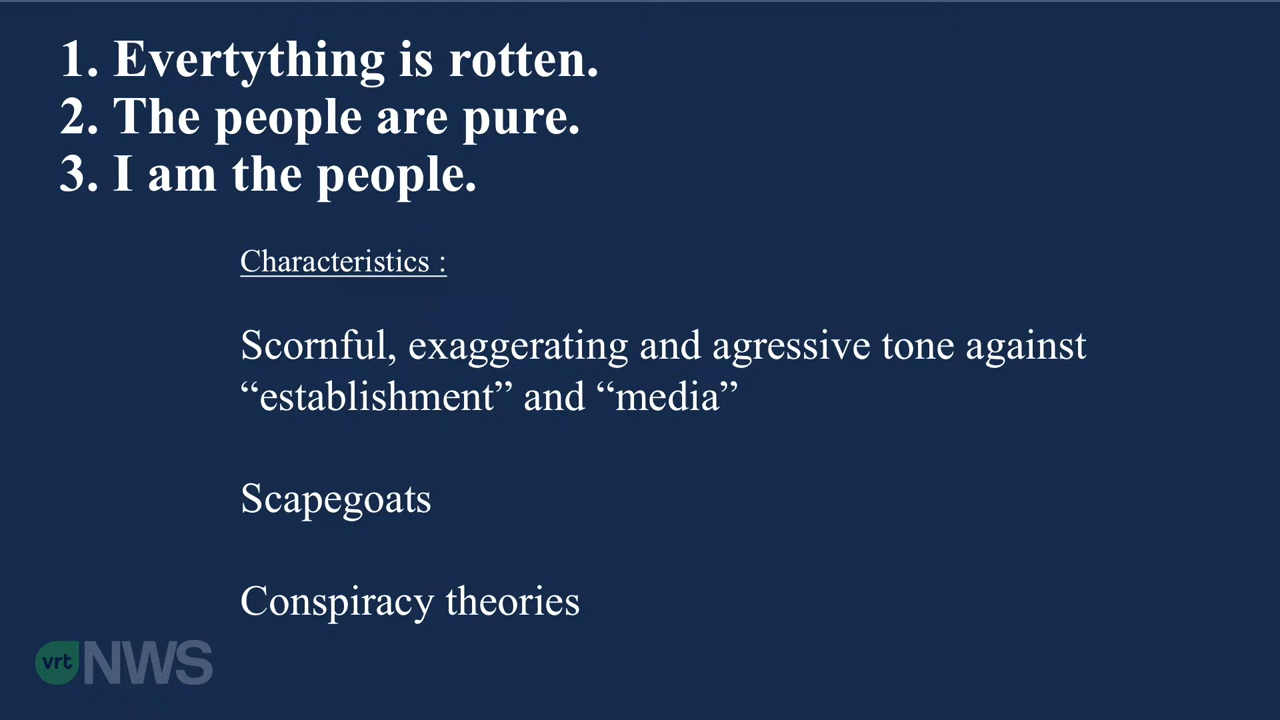 1. Evertything is rotten.
2. The people are pure.
3. I am the people.
Characteristics :
Scornful, exaggerating and agressive tone against
“establishment” and “media”
Scapegoats
Conspiracy theories
vrt NWS